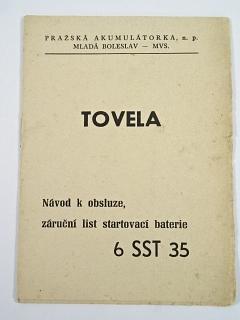 PRAŽSKÁ AKUMULÁTORKA, n. p.
MLADÁ BOLESLAV — MVS.
TOVELA
Návod k obsluze,
záruční list startovací baterie
6 SST 35